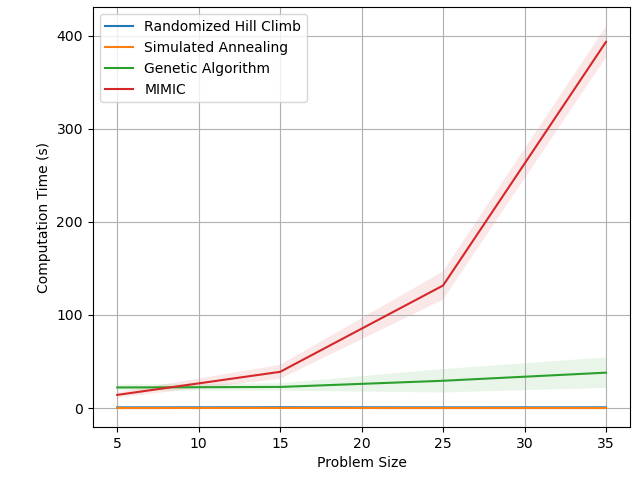 Randomized Hill Climb
Simulated Annealing
Genetic Algorithm
MIMIC
400
300
200
100
0
Computation Time (s)
5 10 15 20 25 30 35
Problem Size